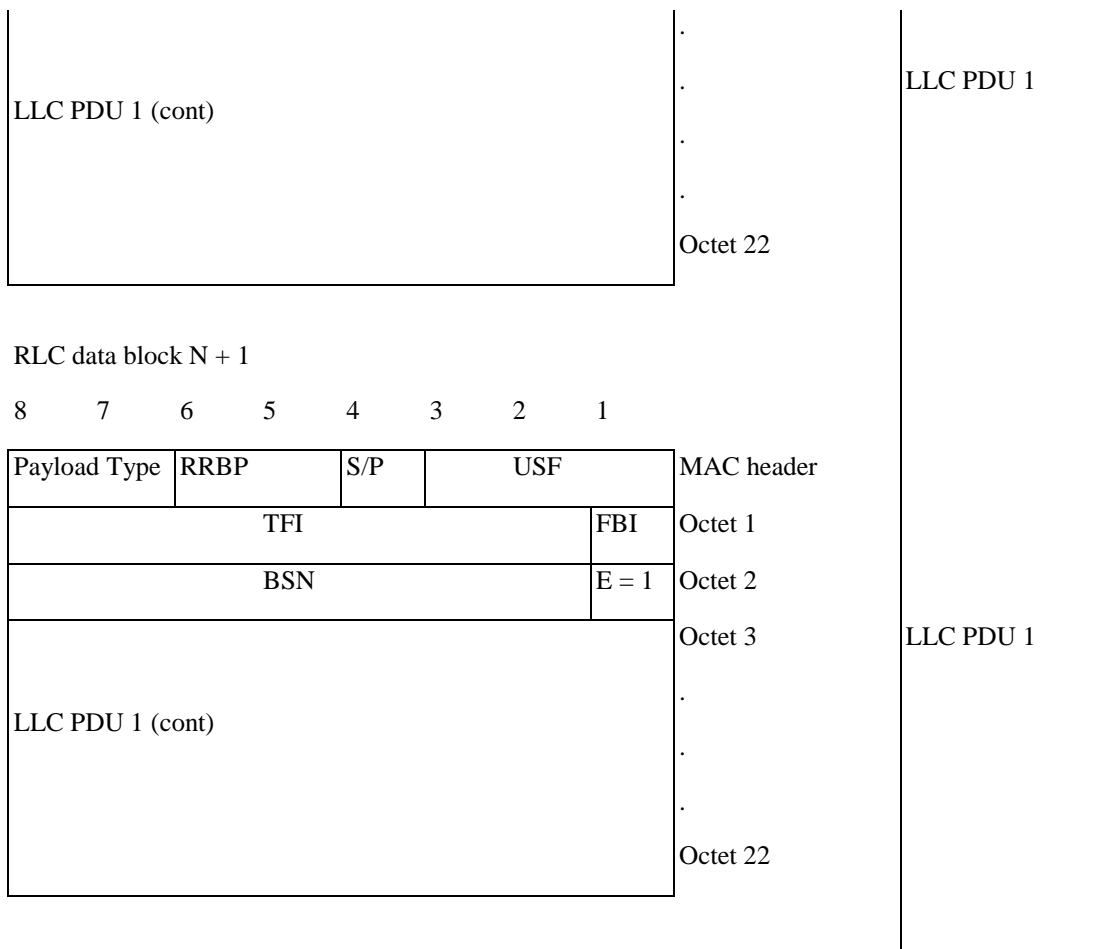 .
. LLC PDU 1
LLC PDU 1 (cont)
.
.
Octet 22
RLC data block N + 1
8 7 6 5 4 3 2 1
Payload Type RRBP S/P USF MAC header
TFI FBI Octet 1
BSN E = 1 Octet 2
Octet 3 LLC PDU 1
.
LLC PDU 1 (cont)
.
.
Octet 22